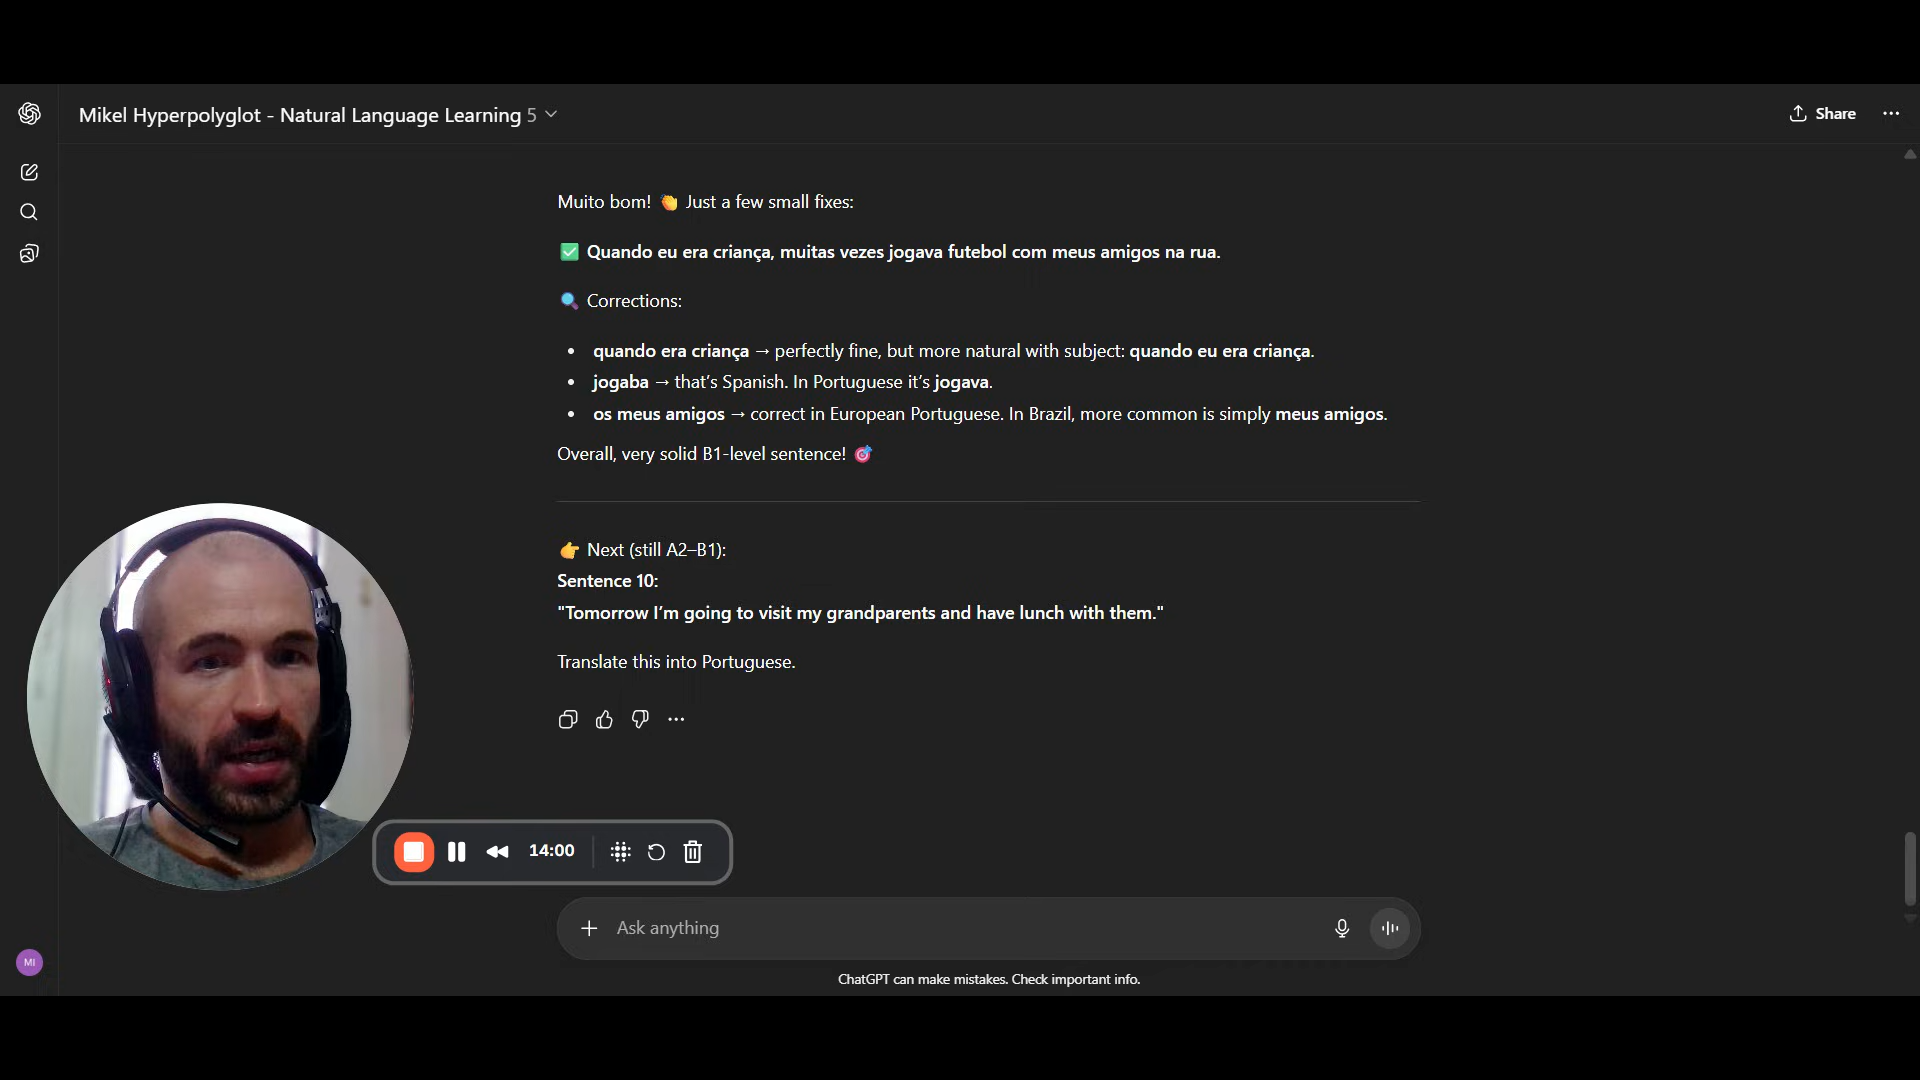 Mikel Hyperpolyglot - Natural Language Learning 5
Share
Muito bom! 👏 Just a few small fixes:
✅ Quando eu era criança, muitas vezes jogava futebol com meus amigos na rua.
🔍 Corrections:
• quando era criança → perfectly fine, but more natural with subject: quando eu era criança.
• jogaba → that’s Spanish. In Portuguese it’s jogava.
• os meus amigos → correct in European Portuguese. In Brazil, more common is simply meus amigos.
Overall, very solid B1-level sentence! 🎯
👉 Next (still A2–B1):
Sentence 10:
"Tomorrow I’m going to visit my grandparents and have lunch with them."
Translate this into Portuguese.
14:00
Ask anything
MI
ChatGPT can make mistakes. Check important info.